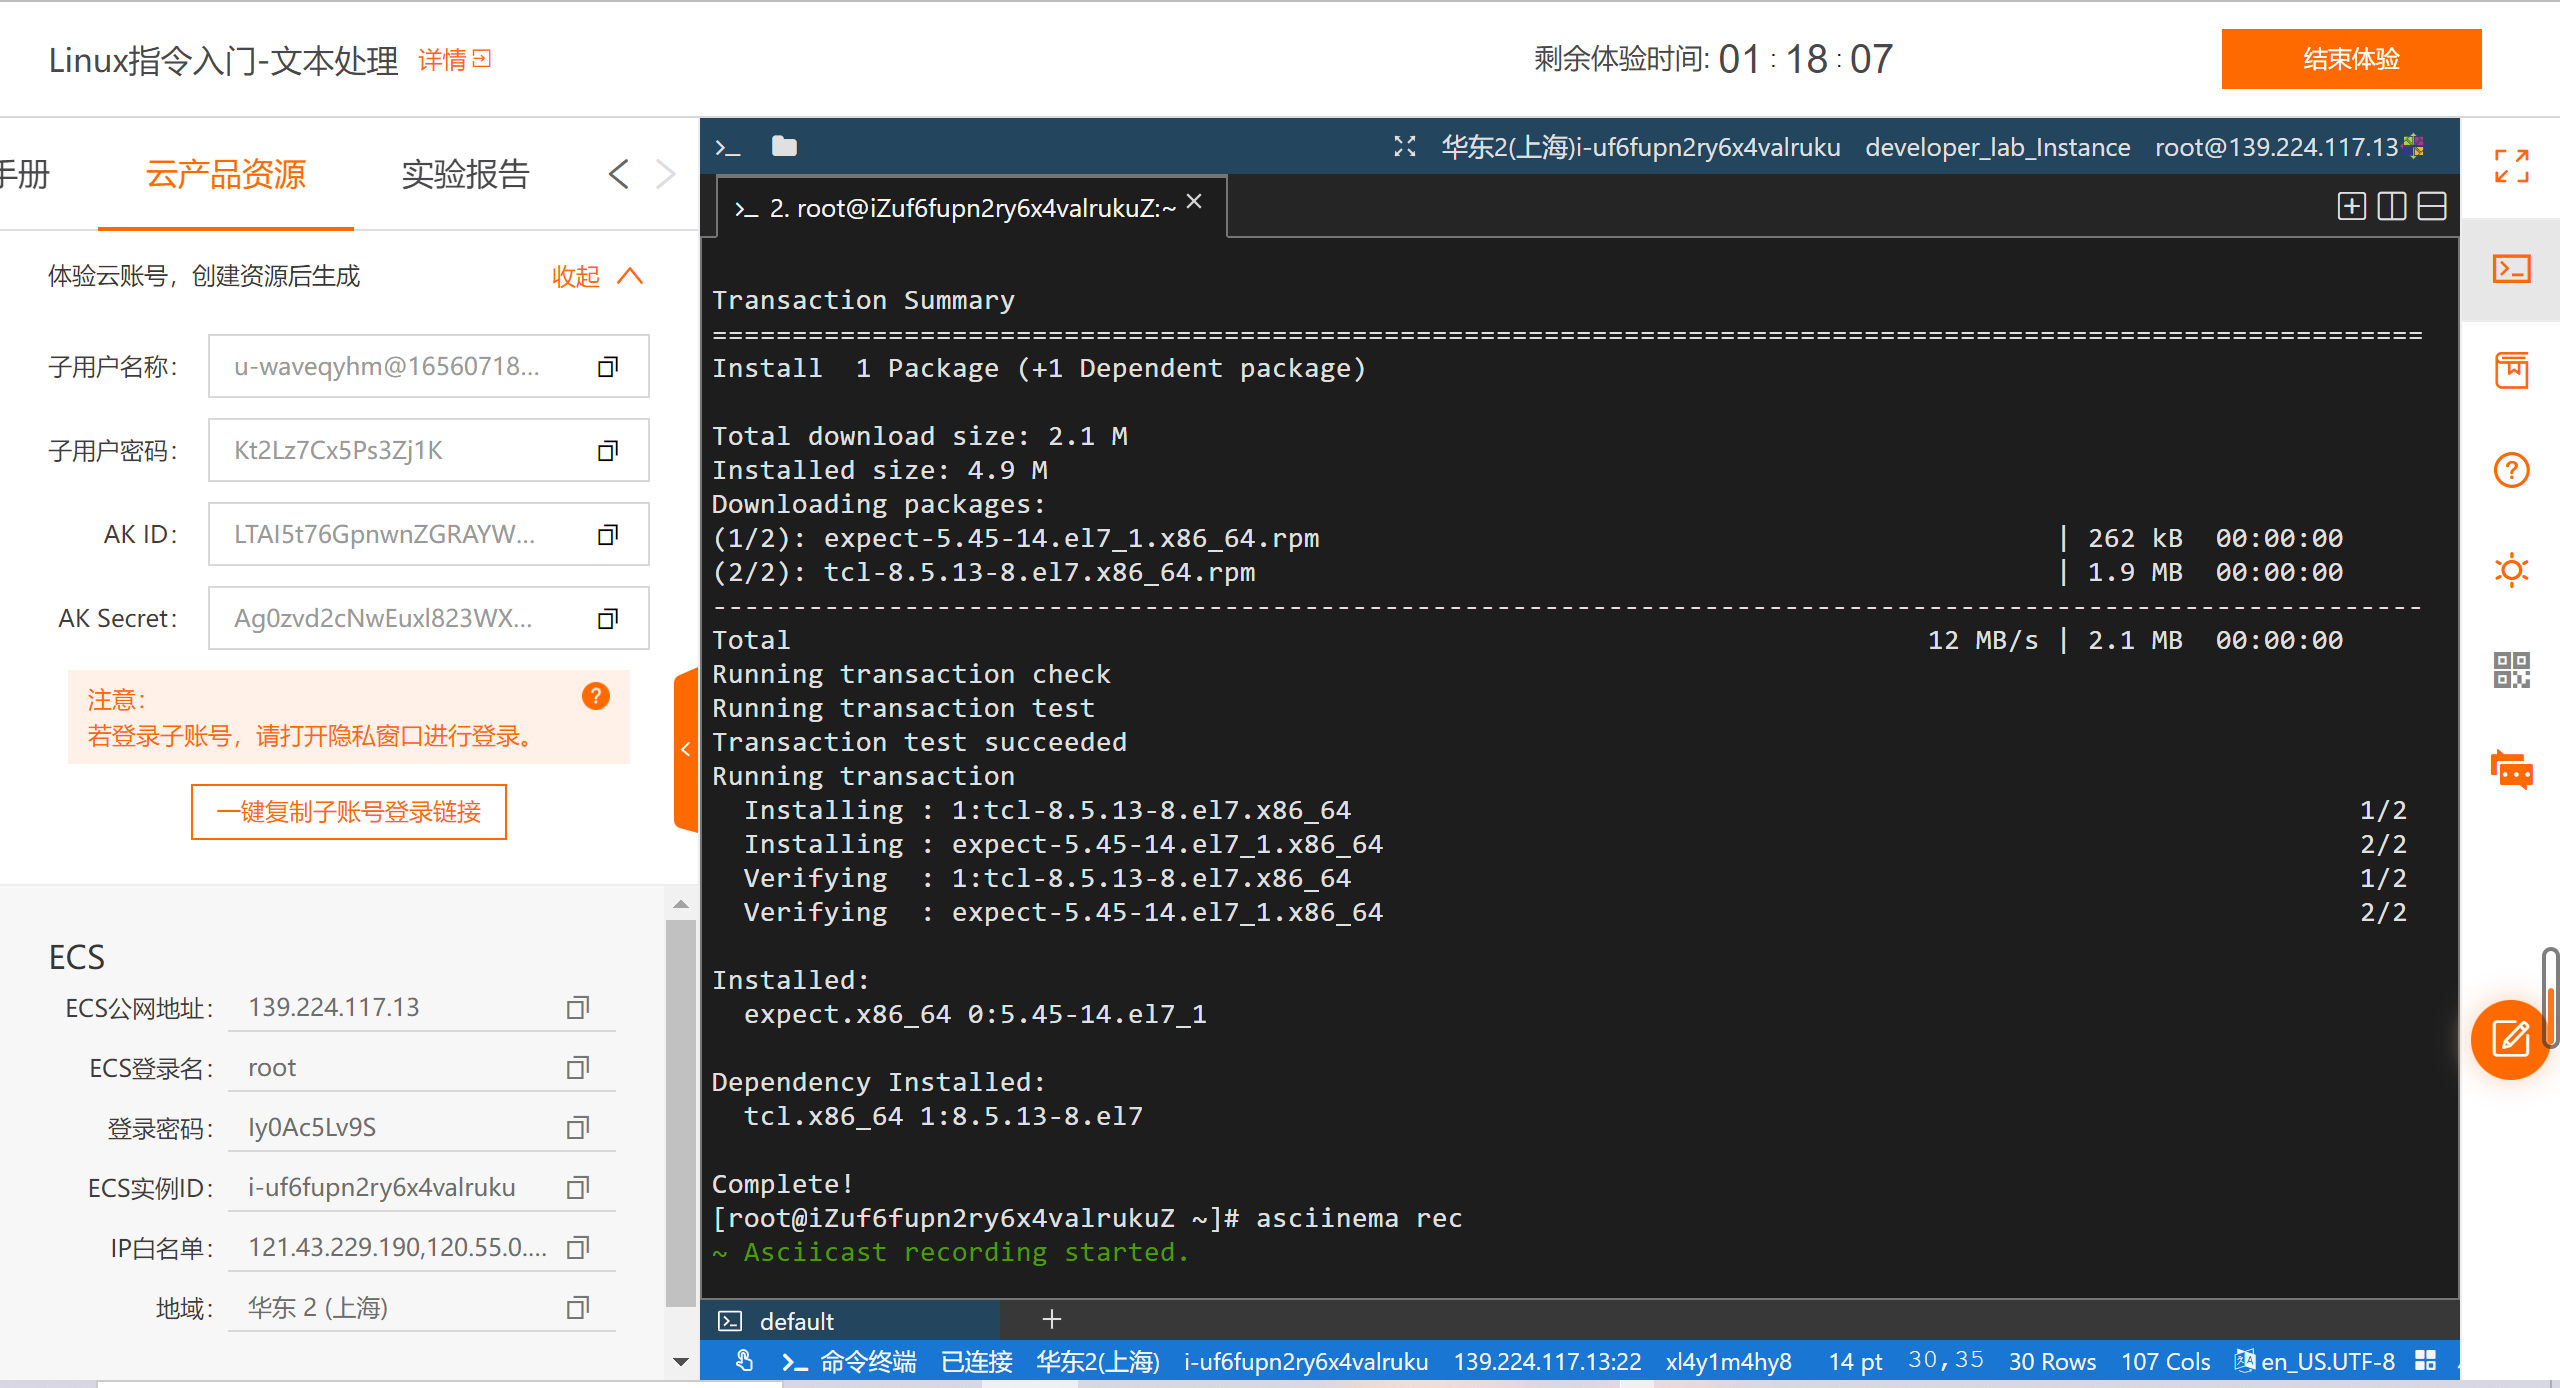 Linux指令入门-文本处理 详情
剩余体验时间: 01 : 18 : 07
结束体验
手册 云产品资源 实验报告
体验云账号，创建资源后生成 收起
子用户名称： u-waveqyhm@16560718...
子用户密码： Kt2Lz7Cx5Ps3Zj1K
AK ID： LTAI5t76GpnwnZGRAYW...
AK Secret： Ag0zvd2cNwEuxl823WX...
注意：
若登录子账号，请打开隐私窗口进行登录。
一键复制子账号登录链接
ECS
ECS公网地址： 139.224.117.13
ECS登录名： root
登录密码： Iy0Ac5Lv9S
ECS实例ID： i-uf6fupn2ry6x4valruku
IP白名单： 121.43.229.190,120.55.0....
地域： 华东 2 (上海)
华东2(上海)i-uf6fupn2ry6x4valruku developer_lab_Instance root@139.224.117.13
2. root@iZuf6fupn2ry6x4valrukuZ:~
Transaction Summary
===========================================================================================================
Install  1 Package (+1 Dependent package)
Total download size: 2.1 M
Installed size: 4.9 M
Downloading packages:
(1/2): expect-5.45-14.el7_1.x86_64.rpm | 262 kB  00:00:00
(2/2): tcl-8.5.13-8.el7.x86_64.rpm | 1.9 MB  00:00:00
-----------------------------------------------------------------------------------------------------------
Total 12 MB/s | 2.1 MB  00:00:00
Running transaction check
Running transaction test
Transaction test succeeded
Running transaction
  Installing : 1:tcl-8.5.13-8.el7.x86_64 1/2
  Installing : expect-5.45-14.el7_1.x86_64 2/2
  Verifying  : 1:tcl-8.5.13-8.el7.x86_64 1/2
  Verifying  : expect-5.45-14.el7_1.x86_64 2/2
Installed:
  expect.x86_64 0:5.45-14.el7_1
Dependency Installed:
  tcl.x86_64 1:8.5.13-8.el7
Complete!
[root@iZuf6fupn2ry6x4valrukuZ ~]# asciinema rec
~ Asciicast recording started.
default
命令终端 已连接 华东2(上海) i-uf6fupn2ry6x4valruku 139.224.117.13:22 xl4y1m4hy8 14 pt 30,35 30 Rows 107 Cols en_US.UTF-8